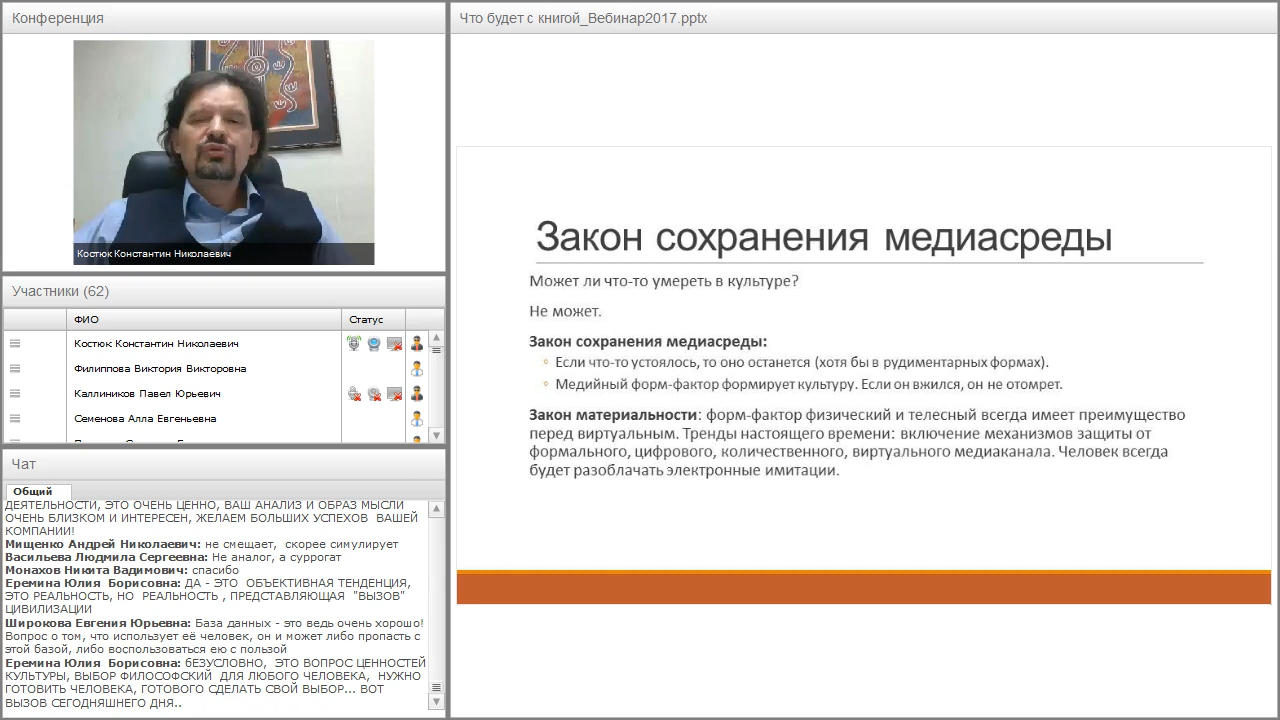 Конференция
Костюк Константин Николаевич
Участники (62)
ФИО Статус
Костюк Константин Николаевич
Филиппова Виктория Викторовна
Каллиников Павел Юрьевич
Семенова Алла Евгеньевна
Чат
Общий
ДЕЯТЕЛЬНОСТИ, ЭТО ОЧЕНЬ ЦЕННО, ВАШ АНАЛИЗ И ОБРАЗ МЫСЛИ
ОЧЕНЬ БЛИЗКОМ И ИНТЕРЕСЕН, ЖЕЛАЕМ БОЛЬШИХ УСПЕХОВ ВАШЕЙ
КОМПАНИИ!
Мищенко Андрей Николаевич: не смещает, скорее симулирует
Васильева Людмила Сергеевна: Не аналог, а суррогат
Монахов Никита Вадимович: спасибо
Еремина Юлия Борисовна: ДА - ЭТО ОБЪЕКТИВНАЯ ТЕНДЕНЦИЯ,
ЭТО РЕАЛЬНОСТЬ, НО РЕАЛЬНОСТЬ , ПРЕДСТАВЛЯЮЩАЯ "ВЫЗОВ"
ЦИВИЛИЗАЦИИ
Широкова Евгения Юрьевна: База данных - это ведь очень хорошо!
Вопрос о том, что использует её человек, он и может либо пропасть с
этой базой, либо воспользоваться ею с пользой
Еремина Юлия Борисовна: бЕЗУСЛОВНО, ЭТО ВОПРОС ЦЕННОСТЕЙ
КУЛЬТУРЫ, ВЫБОР ФИЛОСОФСКИЙ ДЛЯ ЛЮБОГО ЧЕЛОВЕКА, НУЖНО
ГОТОВИТЬ ЧЕЛОВЕКА, ГОТОВОГО СДЕЛАТЬ СВОЙ ВЫБОР... ВОТ
ВЫЗОВ СЕГОДНЯШНЕГО ДНЯ..
Что будет с книгой_Вебинар2017.pptx
Закон сохранения медиасреды
Может ли что-то умереть в культуре?
Не может.
Закон сохранения медиасреды:
◦ Если что-то устоялось, то оно останется (хотя бы в рудиментарных формах).
◦ Медийный форм-фактор формирует культуру. Если он вжился, он не отомрет.
Закон материальности: форм-фактор физический и телесный всегда имеет преимущество
перед виртуальным. Тренды настоящего времени: включение механизмов защиты от
формального, цифрового, количественного, виртуального медиаканала. Человек всегда
будет разоблачать электронные имитации.